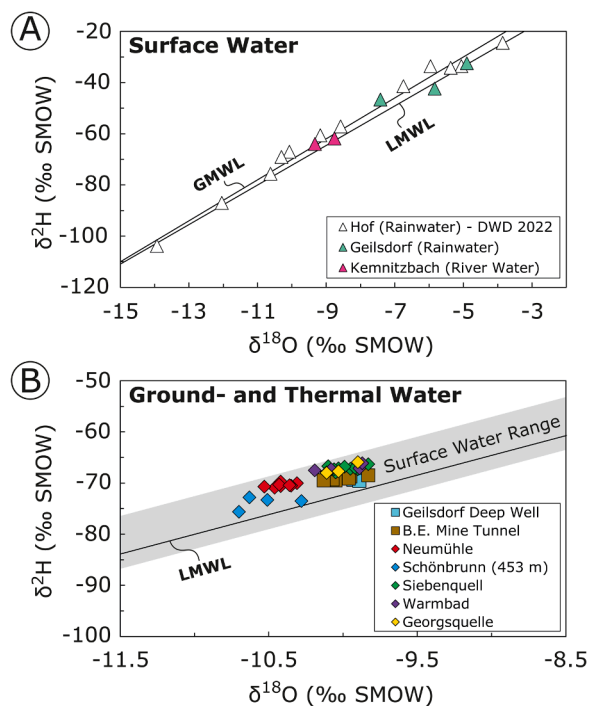 A
Surface Water
-20
-40
-60
-80
-100
-120
δ²H (‰ SMOW)
GMWL
LMWL
Hof (Rainwater) - DWD 2022
Geilsdorf (Rainwater)
Kemnitzbach (River Water)
-15 -13 -11 -9 -7 -5 -3
δ¹⁸O (‰ SMOW)
B
Ground- and Thermal Water
-50
-60
-70
-80
-90
-100
δ²H (‰ SMOW)
Surface Water Range
LMWL
Geilsdorf Deep Well
B.E. Mine Tunnel
Neumühle
Schönbrunn (453 m)
Siebenquell
Warmbad
Georgsquelle
-11.5 -10.5 -9.5 -8.5
δ¹⁸O (‰ SMOW)